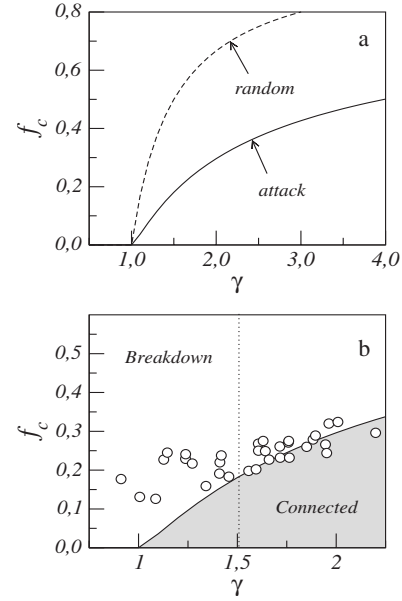 0,8
a
0,6
random
0,4
f_c
0,2
attack
0,0
1,0 2,0 3,0 4,0
γ
b
0,5
Breakdown
0,4
f_c
0,3
0,2
0,1
Connected
0,0
1 1,5 2
γ